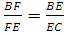 BF/FE = BE/EC